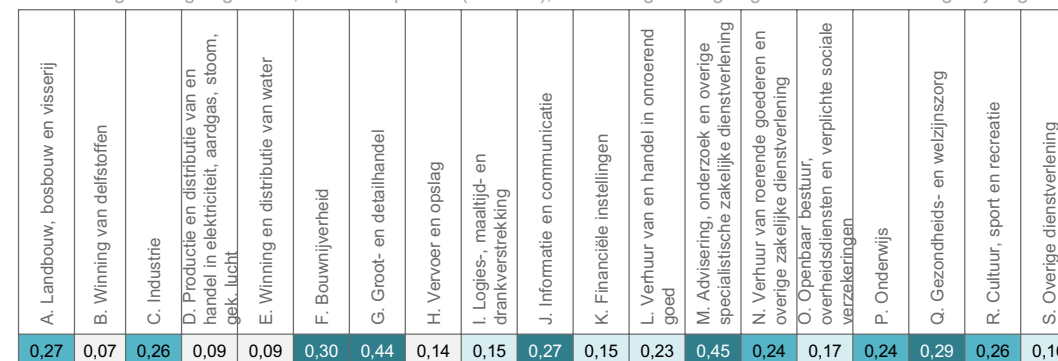 A. Landbouw, bosbouw en visserij
B. Winning van delfstoffen
C. Industrie
D. Productie en distributie van en
handel in elektriciteit, aardgas, stoom,
gek. lucht
E. Winning en distributie van water
F. Bouwnijverheid
G. Groot- en detailhandel
H. Vervoer en opslag
I. Logies-, maaltijd- en
drankverstrekking
J. Informatie en communicatie
K. Financiële instellingen
L. Verhuur van en handel in onroerend
goed
M. Advisering, onderzoek en overige
specialistische zakelijke dienstverlening
N. Verhuur van roerende goederen en
overige zakelijke dienstverlening
O. Openbaar bestuur,
overheidsdiensten en verplichte sociale
verzekeringen
P. Onderwijs
Q. Gezondheids- en welzijnszorg
R. Cultuur, sport en recreatie
S. Overige dienstverlening
0,27 0,07 0,26 0,09 0,09 0,30 0,44 0,14 0,15 0,27 0,15 0,23 0,45 0,24 0,17 0,24 0,29 0,26